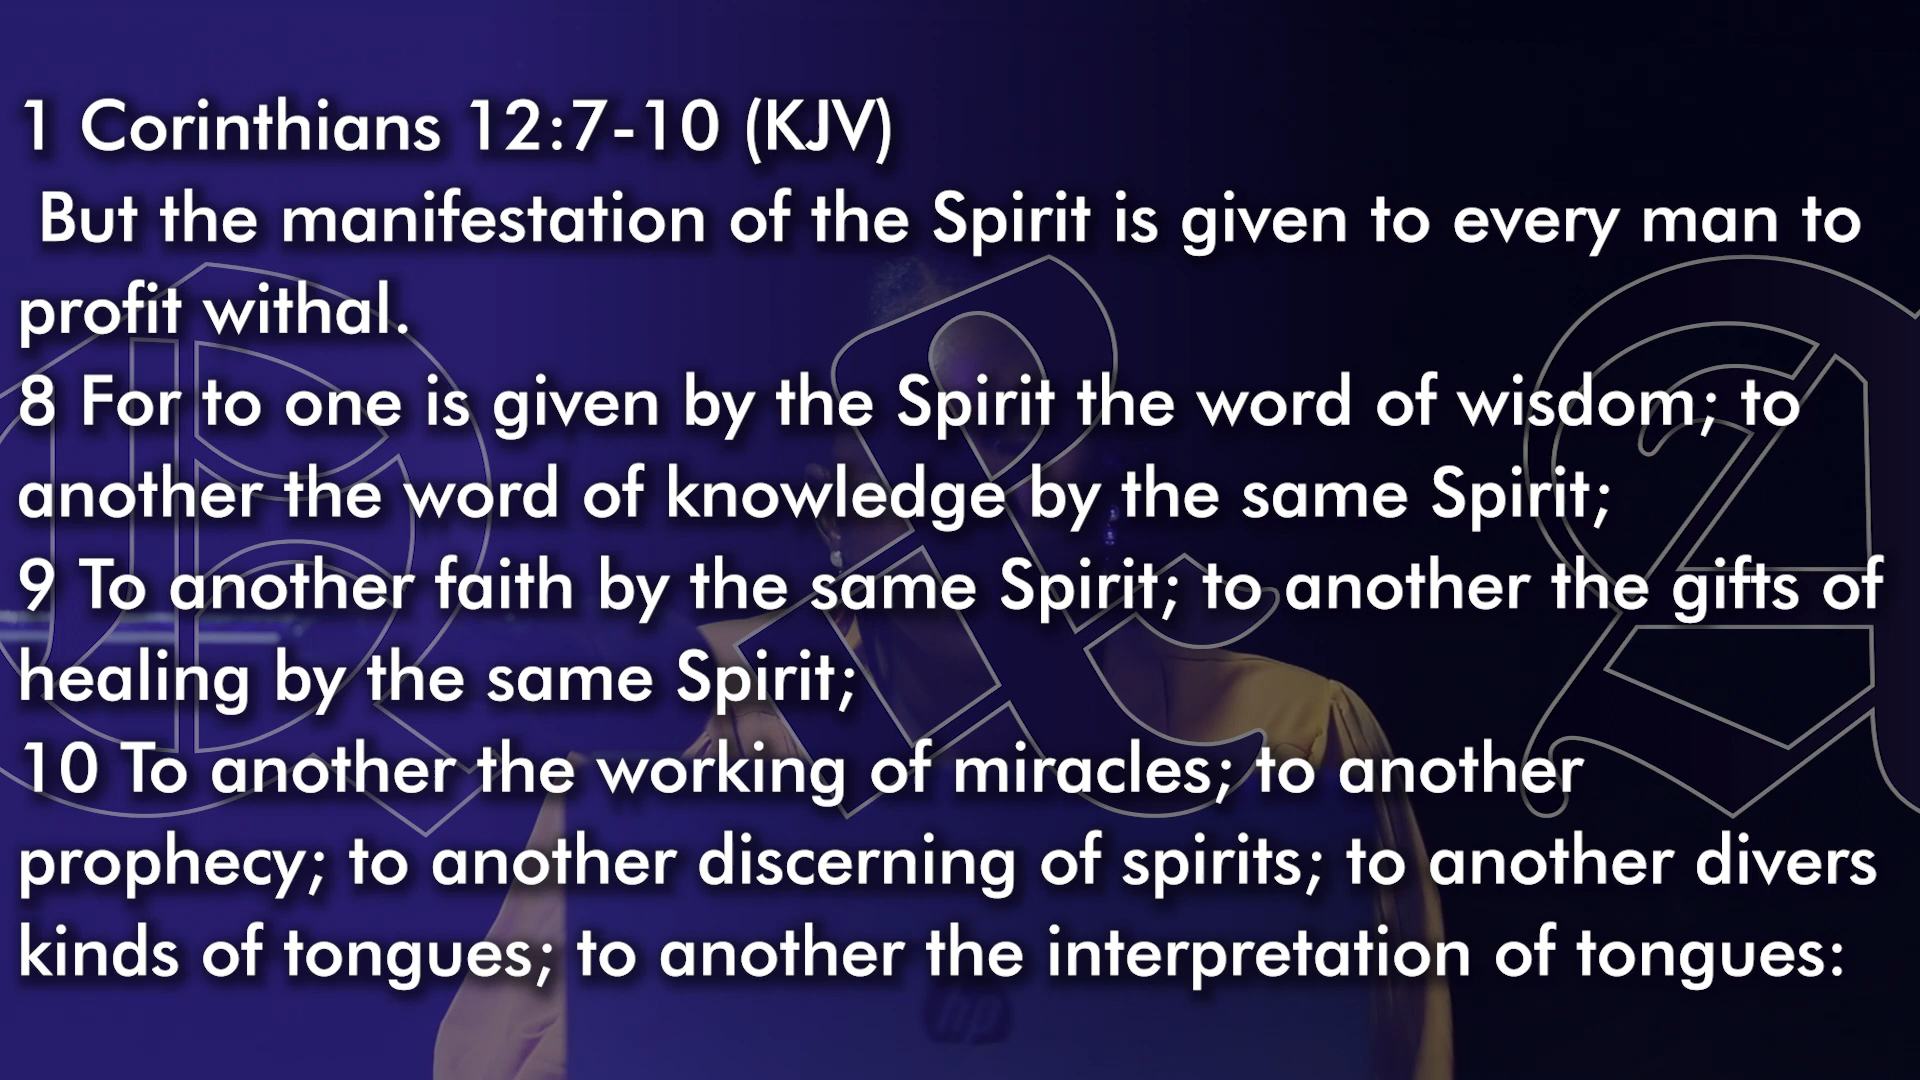 1 Corinthians 12:7-10 (KJV)
But the manifestation of the Spirit is given to every man to
profit withal.
8 For to one is given by the Spirit the word of wisdom; to
another the word of knowledge by the same Spirit;
9 To another faith by the same Spirit; to another the gifts of
healing by the same Spirit;
10 To another the working of miracles; to another
prophecy; to another discerning of spirits; to another divers
kinds of tongues; to another the interpretation of tongues:
hp